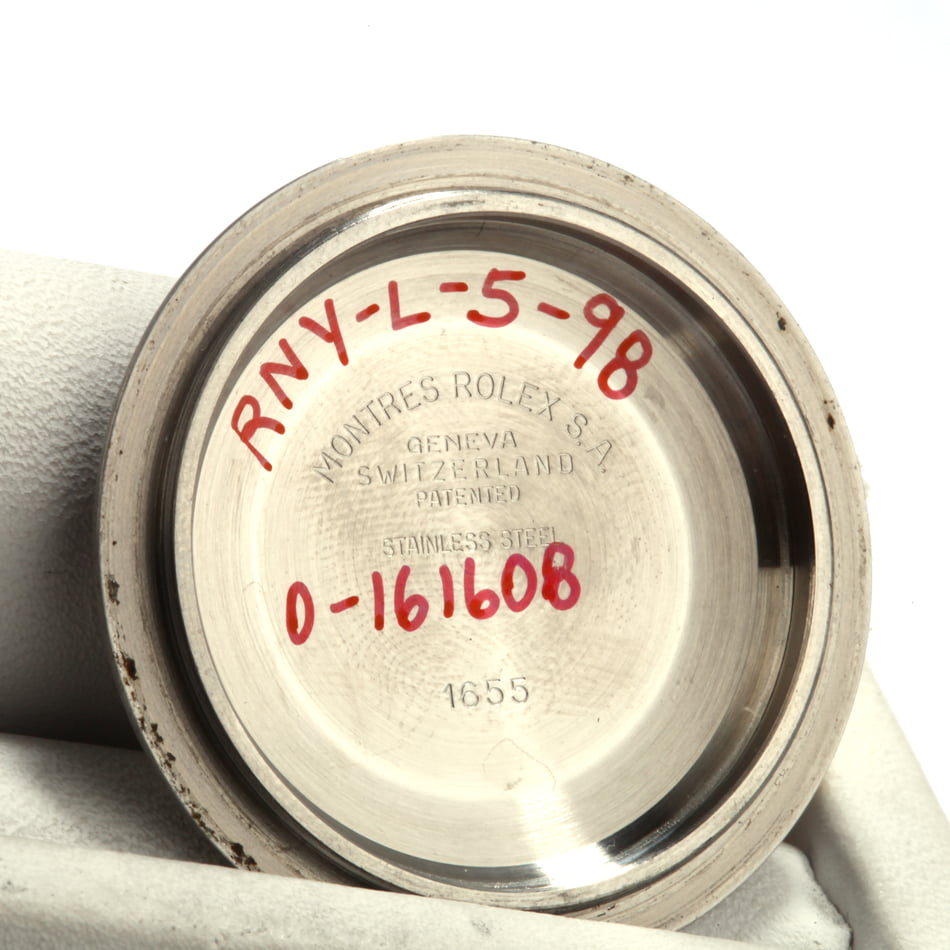 RNY-L-5-98
MONTRES ROLEX S.A.
GENEVA
SWITZERLAND
PATENTED
STAINLESS STEEL
0-161608
1655